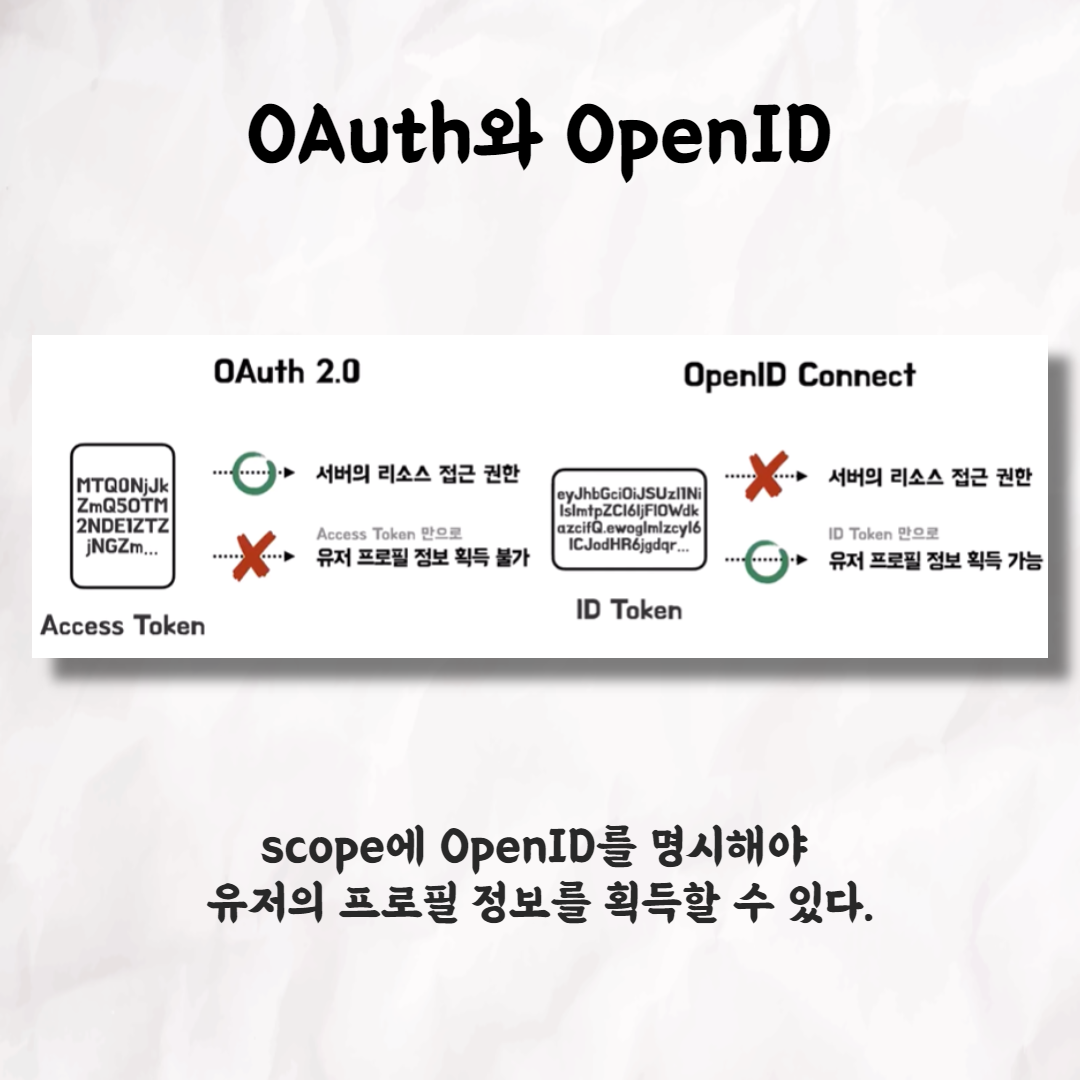 OAuth와 OpenID
OAuth 2.0
MTQ0NjJk
ZmQ5OTM
2NDE1ZTZ
jNGZm...
Access Token
서버의 리소스 접근 권한
Access Token 만으로
유저 프로필 정보 획득 불가
OpenID Connect
eyJhbGciOiJSUzI1Ni
IsImtpZCI6IjFlOWdk
azcifQ.ewogImlzcyI6
ICJodHR6jgdqr...
ID Token
서버의 리소스 접근 권한
ID Token 만으로
유저 프로필 정보 획득 가능
scope에 OpenID를 명시해야
유저의 프로필 정보를 획득할 수 있다.